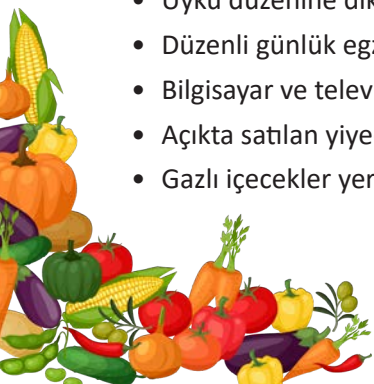 • Uyku düzenine dik
• Düzenli günlük egz
• Bilgisayar ve telev
• Açıkta satılan yiye
• Gazlı içecekler yer